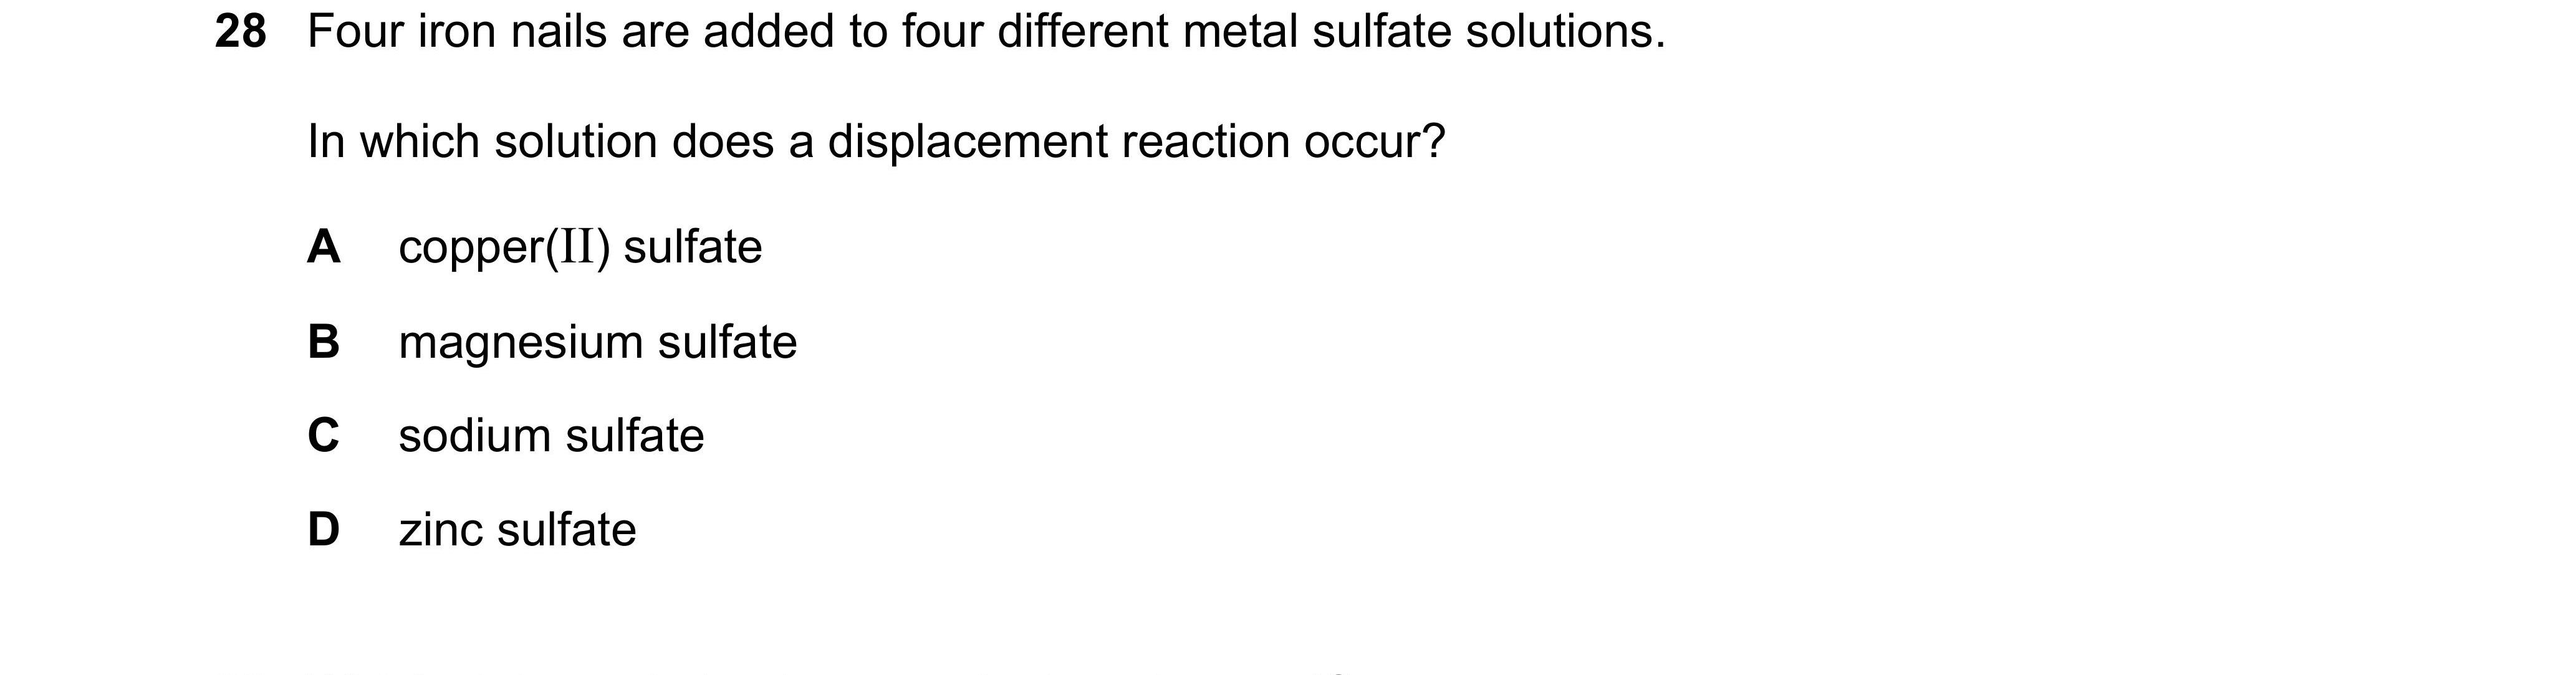 28 Four iron nails are added to four different metal sulfate solutions.
In which solution does a displacement reaction occur?
A copper(II) sulfate
B magnesium sulfate
C sodium sulfate
D zinc sulfate